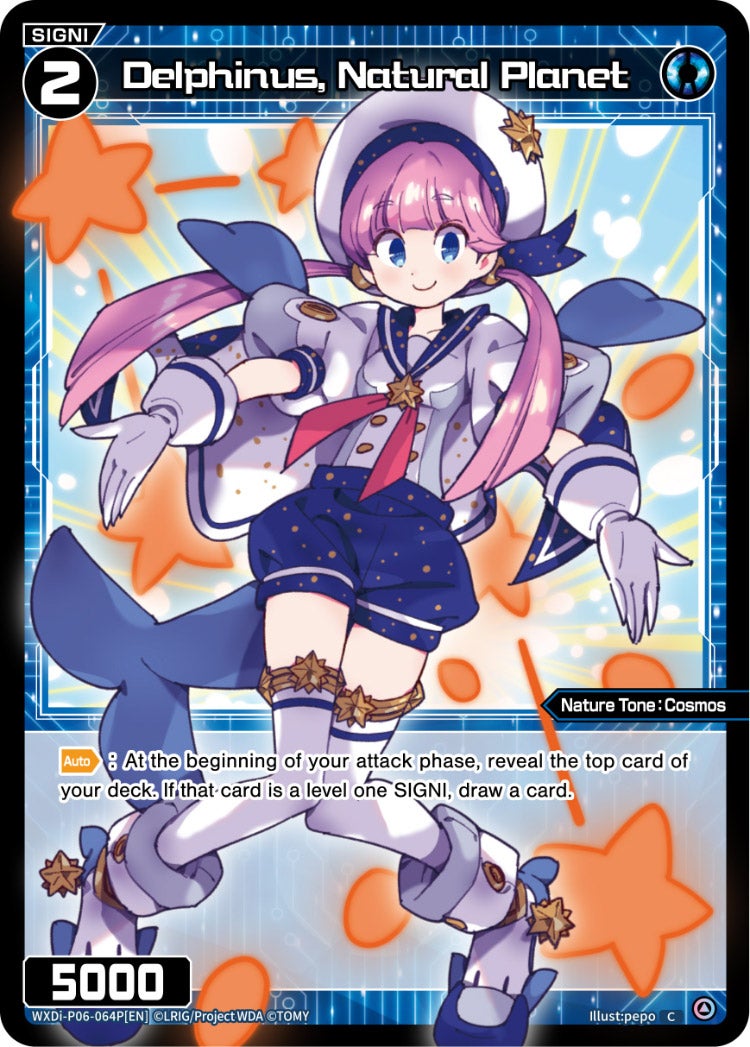 SIGNI
2
Delphinus, Natural Planet
Nature Tone:Cosmos
Auto : At the beginning of your attack phase, reveal the top card of
your deck. If that card is a level one SIGNI, draw a card.
5000
WXDi-P06-064P[EN] ©LRIG/Project WDA ©TOMY
Illust:pepo C